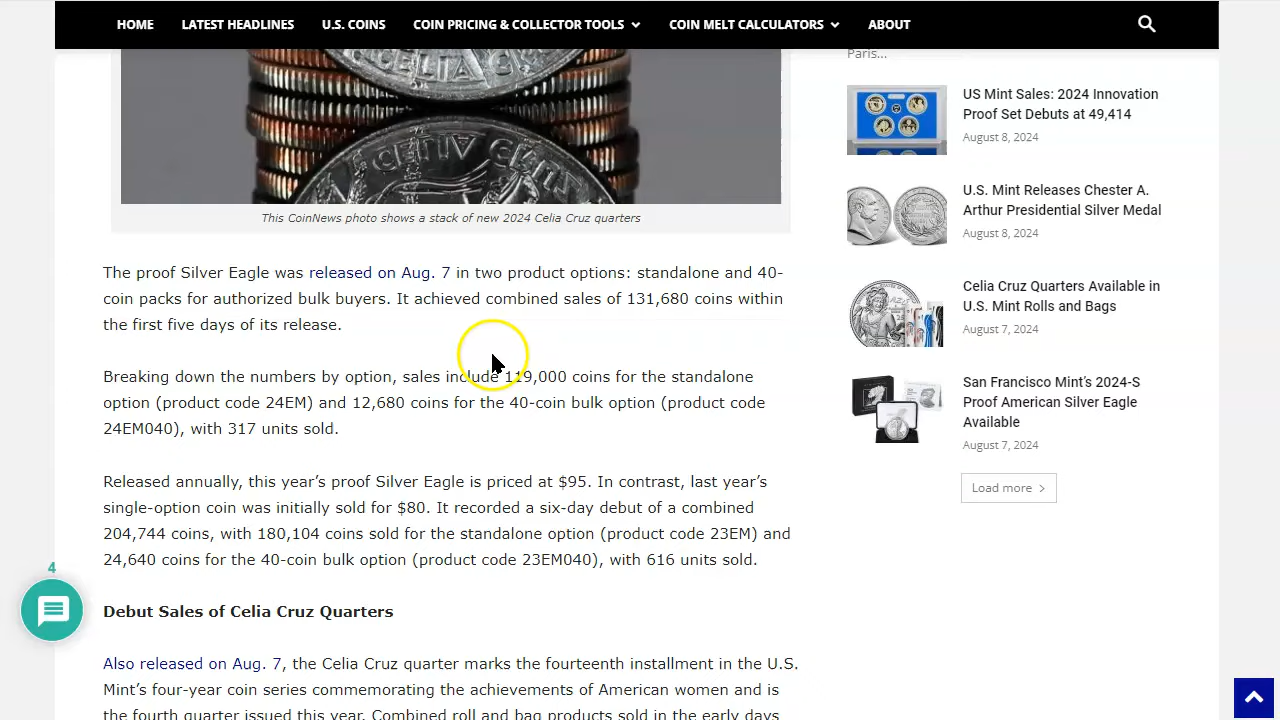 HOME
LATEST HEADLINES
U.S. COINS
COIN PRICING & COLLECTOR TOOLS
COIN MELT CALCULATORS
ABOUT
CELIA C
CELIA CRUZ
This CoinNews photo shows a stack of new 2024 Celia Cruz quarters
The proof Silver Eagle was released on Aug. 7 in two product options: standalone and 40-
coin packs for authorized bulk buyers. It achieved combined sales of 131,680 coins within
the first five days of its release.
Breaking down the numbers by option, sales include 119,000 coins for the standalone
option (product code 24EM) and 12,680 coins for the 40-coin bulk option (product code
24EM040), with 317 units sold.
Released annually, this year’s proof Silver Eagle is priced at $95. In contrast, last year’s
single-option coin was initially sold for $80. It recorded a six-day debut of a combined
204,744 coins, with 180,104 coins sold for the standalone option (product code 23EM) and
24,640 coins for the 40-coin bulk option (product code 23EM040), with 616 units sold.
Debut Sales of Celia Cruz Quarters
Also released on Aug. 7, the Celia Cruz quarter marks the fourteenth installment in the U.S.
Mint’s four-year coin series commemorating the achievements of American women and is
the fourth quarter issued this year. Combined roll and bag products sold in the early days
4
Paris...
US Mint Sales: 2024 Innovation
Proof Set Debuts at 49,414
August 8, 2024
U.S. Mint Releases Chester A.
Arthur Presidential Silver Medal
August 8, 2024
Celia Cruz Quarters Available in
U.S. Mint Rolls and Bags
August 7, 2024
San Francisco Mint’s 2024-S
Proof American Silver Eagle
Available
August 7, 2024
Load more